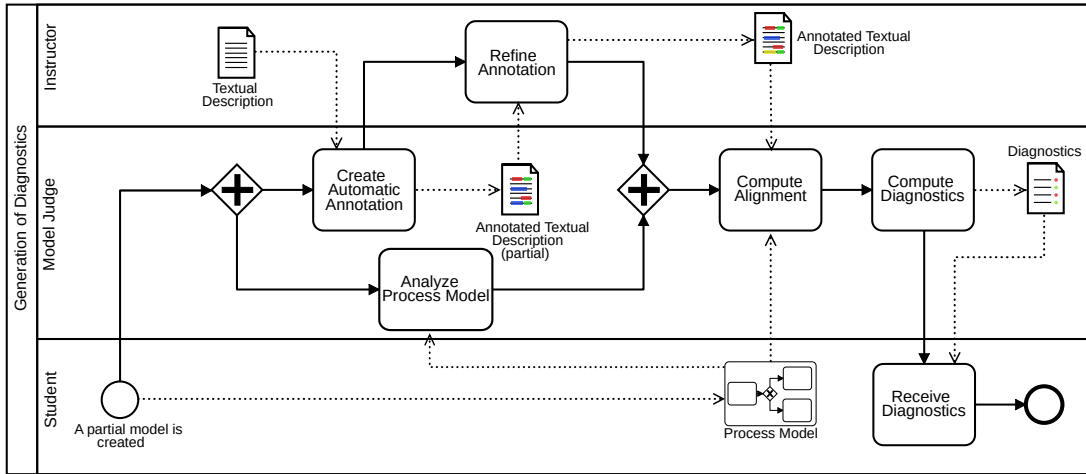 Generation of Diagnostics
Instructor
Textual
Description
Refine
Annotation
Annotated Textual
Description
Model Judge
Create
Automatic
Annotation
Annotated Textual
Description
(partial)
Analyze
Process Model
Compute
Alignment
Compute
Diagnostics
Diagnostics
Student
A partial model is
created
Process Model
Receive
Diagnostics